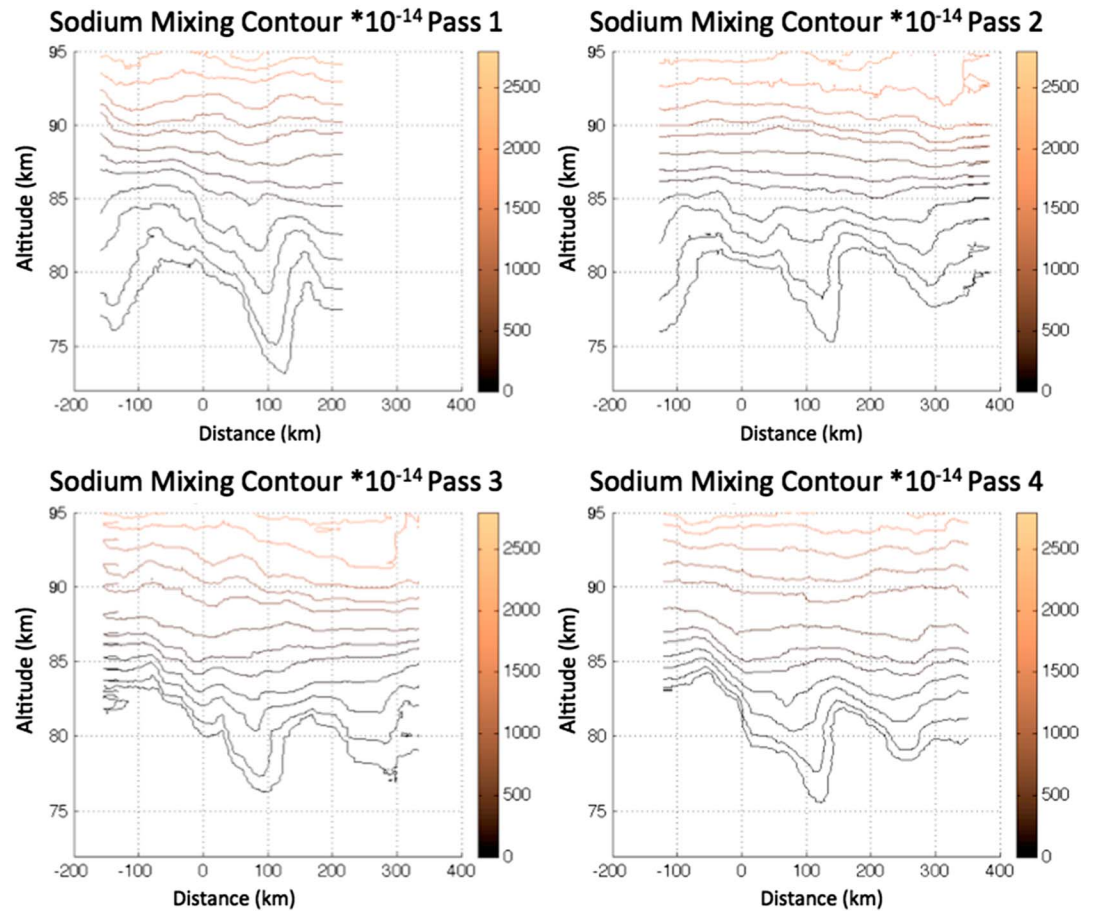 Sodium Mixing Contour *10⁻¹⁴ Pass 1
95
90
85
80
75
Altitude (km)
-200 -100 0 100 200 300 400
Distance (km)
2500
2000
1500
1000
500
0
Sodium Mixing Contour *10⁻¹⁴ Pass 2
95
90
85
80
75
Altitude (km)
-200 -100 0 100 200 300 400
Distance (km)
2500
2000
1500
1000
500
0
Sodium Mixing Contour *10⁻¹⁴ Pass 3
95
90
85
80
75
Altitude (km)
-200 -100 0 100 200 300 400
Distance (km)
2500
2000
1500
1000
500
0
Sodium Mixing Contour *10⁻¹⁴ Pass 4
95
90
85
80
75
Altitude (km)
-200 -100 0 100 200 300 400
Distance (km)
2500
2000
1500
1000
500
0